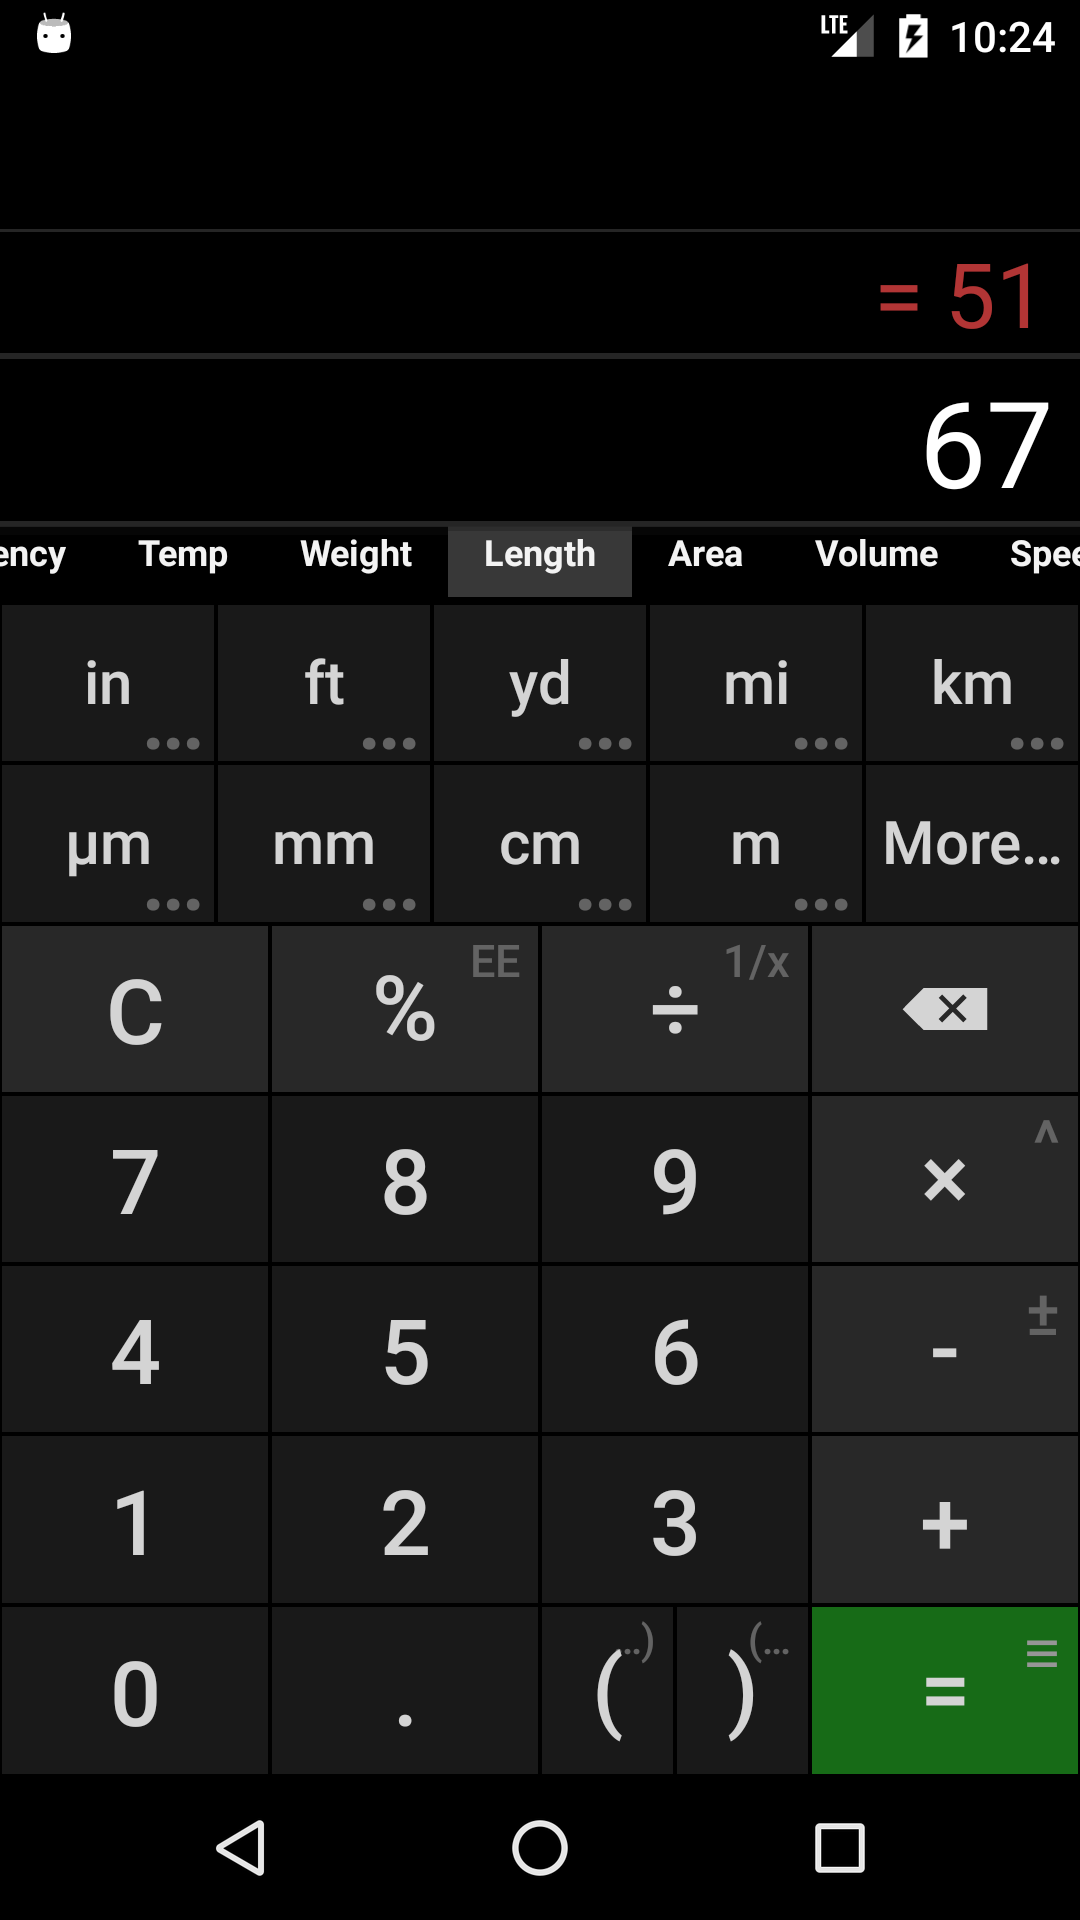 LTE 10:24
= 51
67
ency Temp Weight Length Area Volume Spee
in ft yd mi km
µm mm cm m More...
C % EE ÷ 1/x
7 8 9 × ^
4 5 6 - ±
1 2 3 +
0 . ( ..) ) (... =